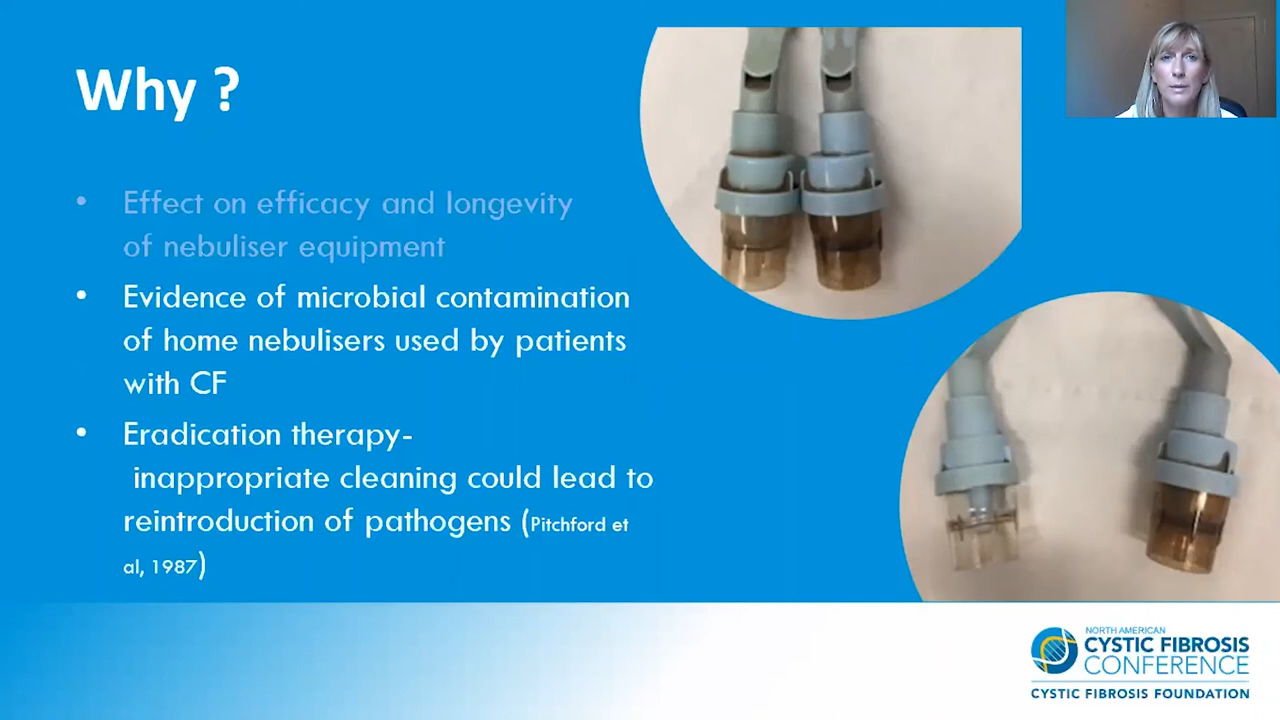 Why ?
• Effect on efficacy and longevity
of nebuliser equipment
• Evidence of microbial contamination
of home nebulisers used by patients
with CF
• Eradication therapy-
inappropriate cleaning could lead to
reintroduction of pathogens (Pitchford et
al, 1987)
NORTH AMERICAN
CYSTIC FIBROSIS
CONFERENCE
CYSTIC FIBROSIS FOUNDATION